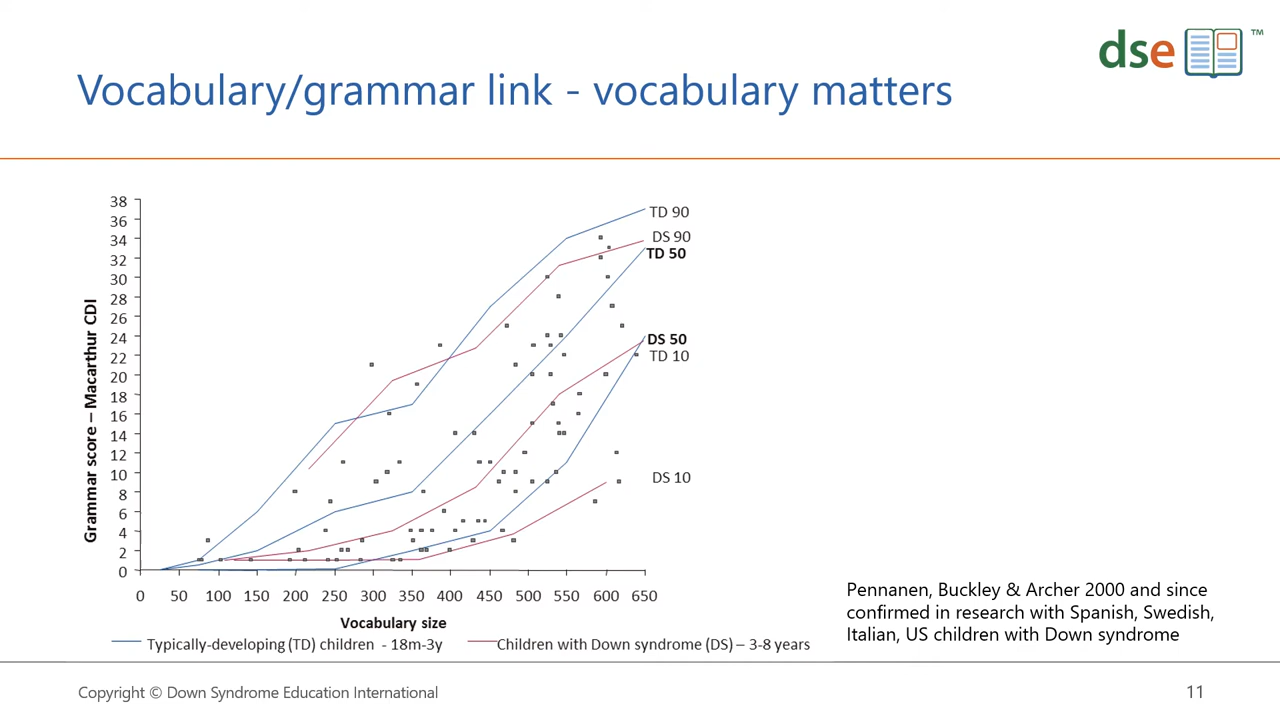 dse ™
Vocabulary/grammar link - vocabulary matters
Grammar score – Macarthur CDI
38
36
34
32
30
28
26
24
22
20
18
16
14
12
10
8
6
4
2
0
TD 90
DS 90
TD 50
DS 50
TD 10
DS 10
0 50 100 150 200 250 300 350 400 450 500 550 600 650
Vocabulary size
Typically-developing (TD) children - 18m-3y
Children with Down syndrome (DS) – 3-8 years
Pennanen, Buckley & Archer 2000 and since
confirmed in research with Spanish, Swedish,
Italian, US children with Down syndrome
Copyright © Down Syndrome Education International
11